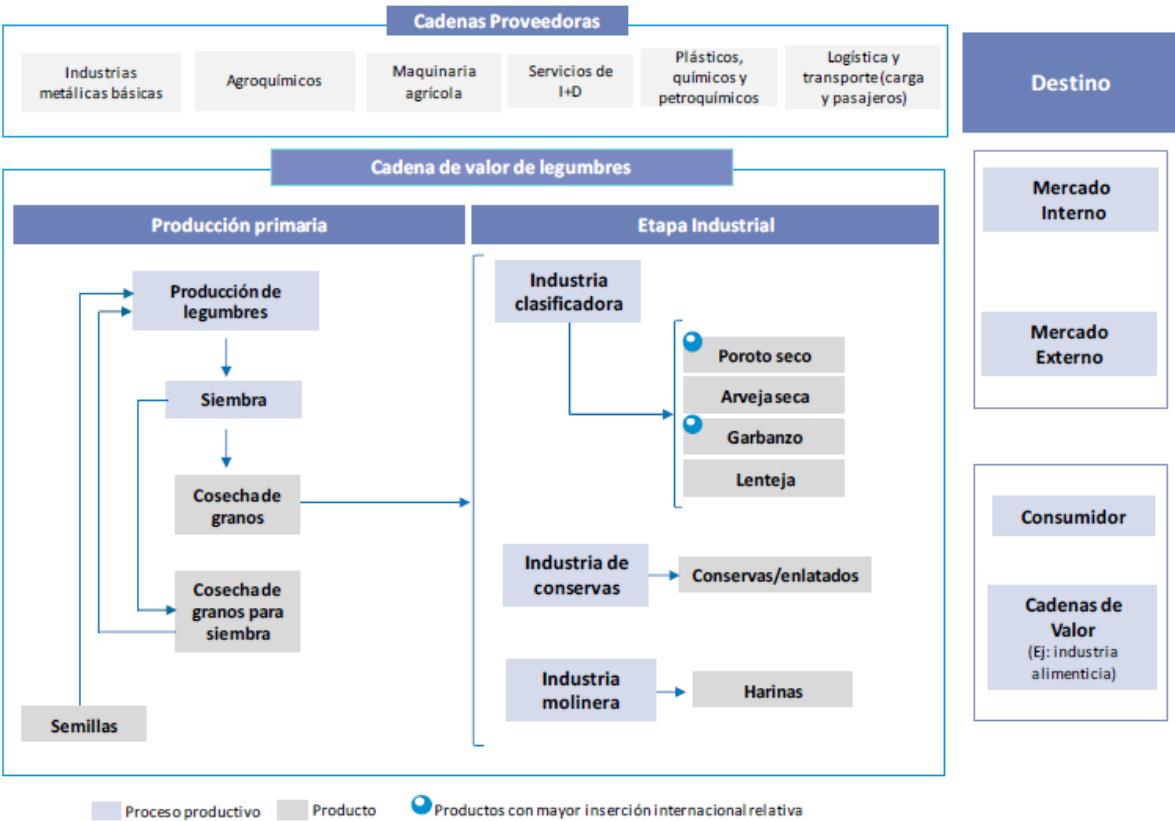 Cadenas Proveedoras
Industrias
metálicas básicas
Agroquímicos
Maquinaria
agrícola
Servicios de
I+D
Plásticos,
químicos y
petroquímicos
Logística y
transporte (carga
y pasajeros)
Destino
Cadena de valor de legumbres
Producción primaria
Etapa Industrial
Producción de
legumbres
Siembra
Cosecha de
granos
Cosecha de
granos para
siembra
Semillas
Industria
clasificadora
Poroto seco
Arveja seca
Garbanzo
Lenteja
Industria de
conservas
Conservas/enlatados
Industria
molinera
Harinas
Mercado
Interno
Mercado
Externo
Consumidor
Cadenas de
Valor
(Ej: industria
alimenticia)
Proceso productivo
Producto
Productos con mayor inserción internacional relativa